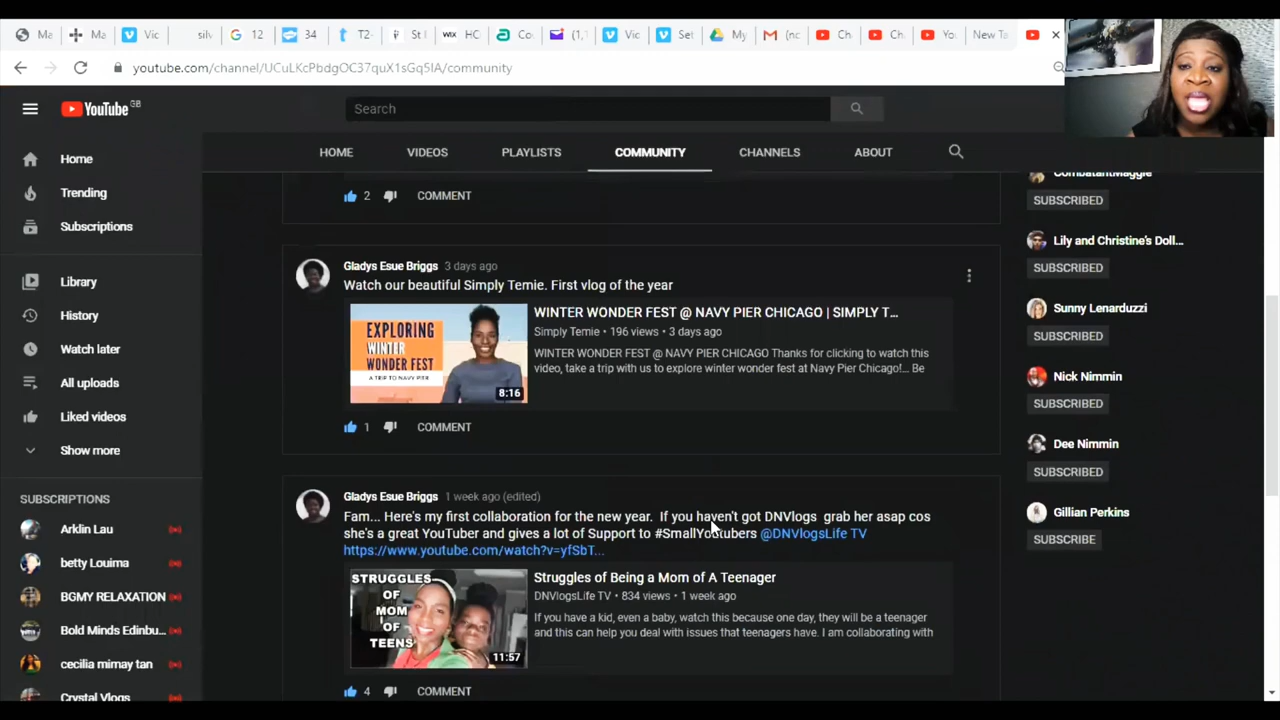 Ma
Ma
Vic
silv
12
34
T2-
St I
WIX HC
Co
(1,
Vic
Set
My
(nc
Ch
Ch
Yo
New Ta
youtube.com/channel/UCuLKcPbdgOC37quX1sGq5IA/community
YouTube GB
Search
Home
Trending
Subscriptions
Library
History
Watch later
All uploads
Liked videos
Show more
SUBSCRIPTIONS
Arklin Lau
betty Louima
BGMY RELAXATION
Bold Minds Edinbu...
cecilia mimay tan
Crystal Vlogs
HOME VIDEOS PLAYLISTS COMMUNITY CHANNELS ABOUT
2 COMMENT
Gladys Esue Briggs 3 days ago
Watch our beautiful Simply Temie. First vlog of the year
EXPLORING
WINTER
WONDER FEST
A TRIP TO NAVY PIER
8:16
WINTER WONDER FEST @ NAVY PIER CHICAGO | SIMPLY T...
Simply Temie • 196 views • 3 days ago
WINTER WONDER FEST @ NAVY PIER CHICAGO Thanks for clicking to watch this
video, take a trip with us to explore winter wonder fest at Navy Pier Chicago!... Be
1 COMMENT
Gladys Esue Briggs 1 week ago (edited)
Fam... Here's my first collaboration for the new year. If you haven't got DNVlogs grab her asap cos
she's a great YouTuber and gives a lot of Support to #SmallYoutubers @DNVlogsLife TV
https://www.youtube.com/watch?v=yfSbT...
STRUGGLES
OF
MOM
OF
TEENS
11:57
Struggles of Being a Mom of A Teenager
DNVlogsLife TV • 834 views • 1 week ago
If you have a kid, even a baby, watch this because one day, they will be a teenager
and this can help you deal with issues that teenagers have. I am collaborating with
4 COMMENT
CombatantMaggie
SUBSCRIBED
Lily and Christine's Doll...
SUBSCRIBED
Sunny Lenarduzzi
SUBSCRIBED
Nick Nimmin
SUBSCRIBED
Dee Nimmin
SUBSCRIBED
Gillian Perkins
SUBSCRIBE